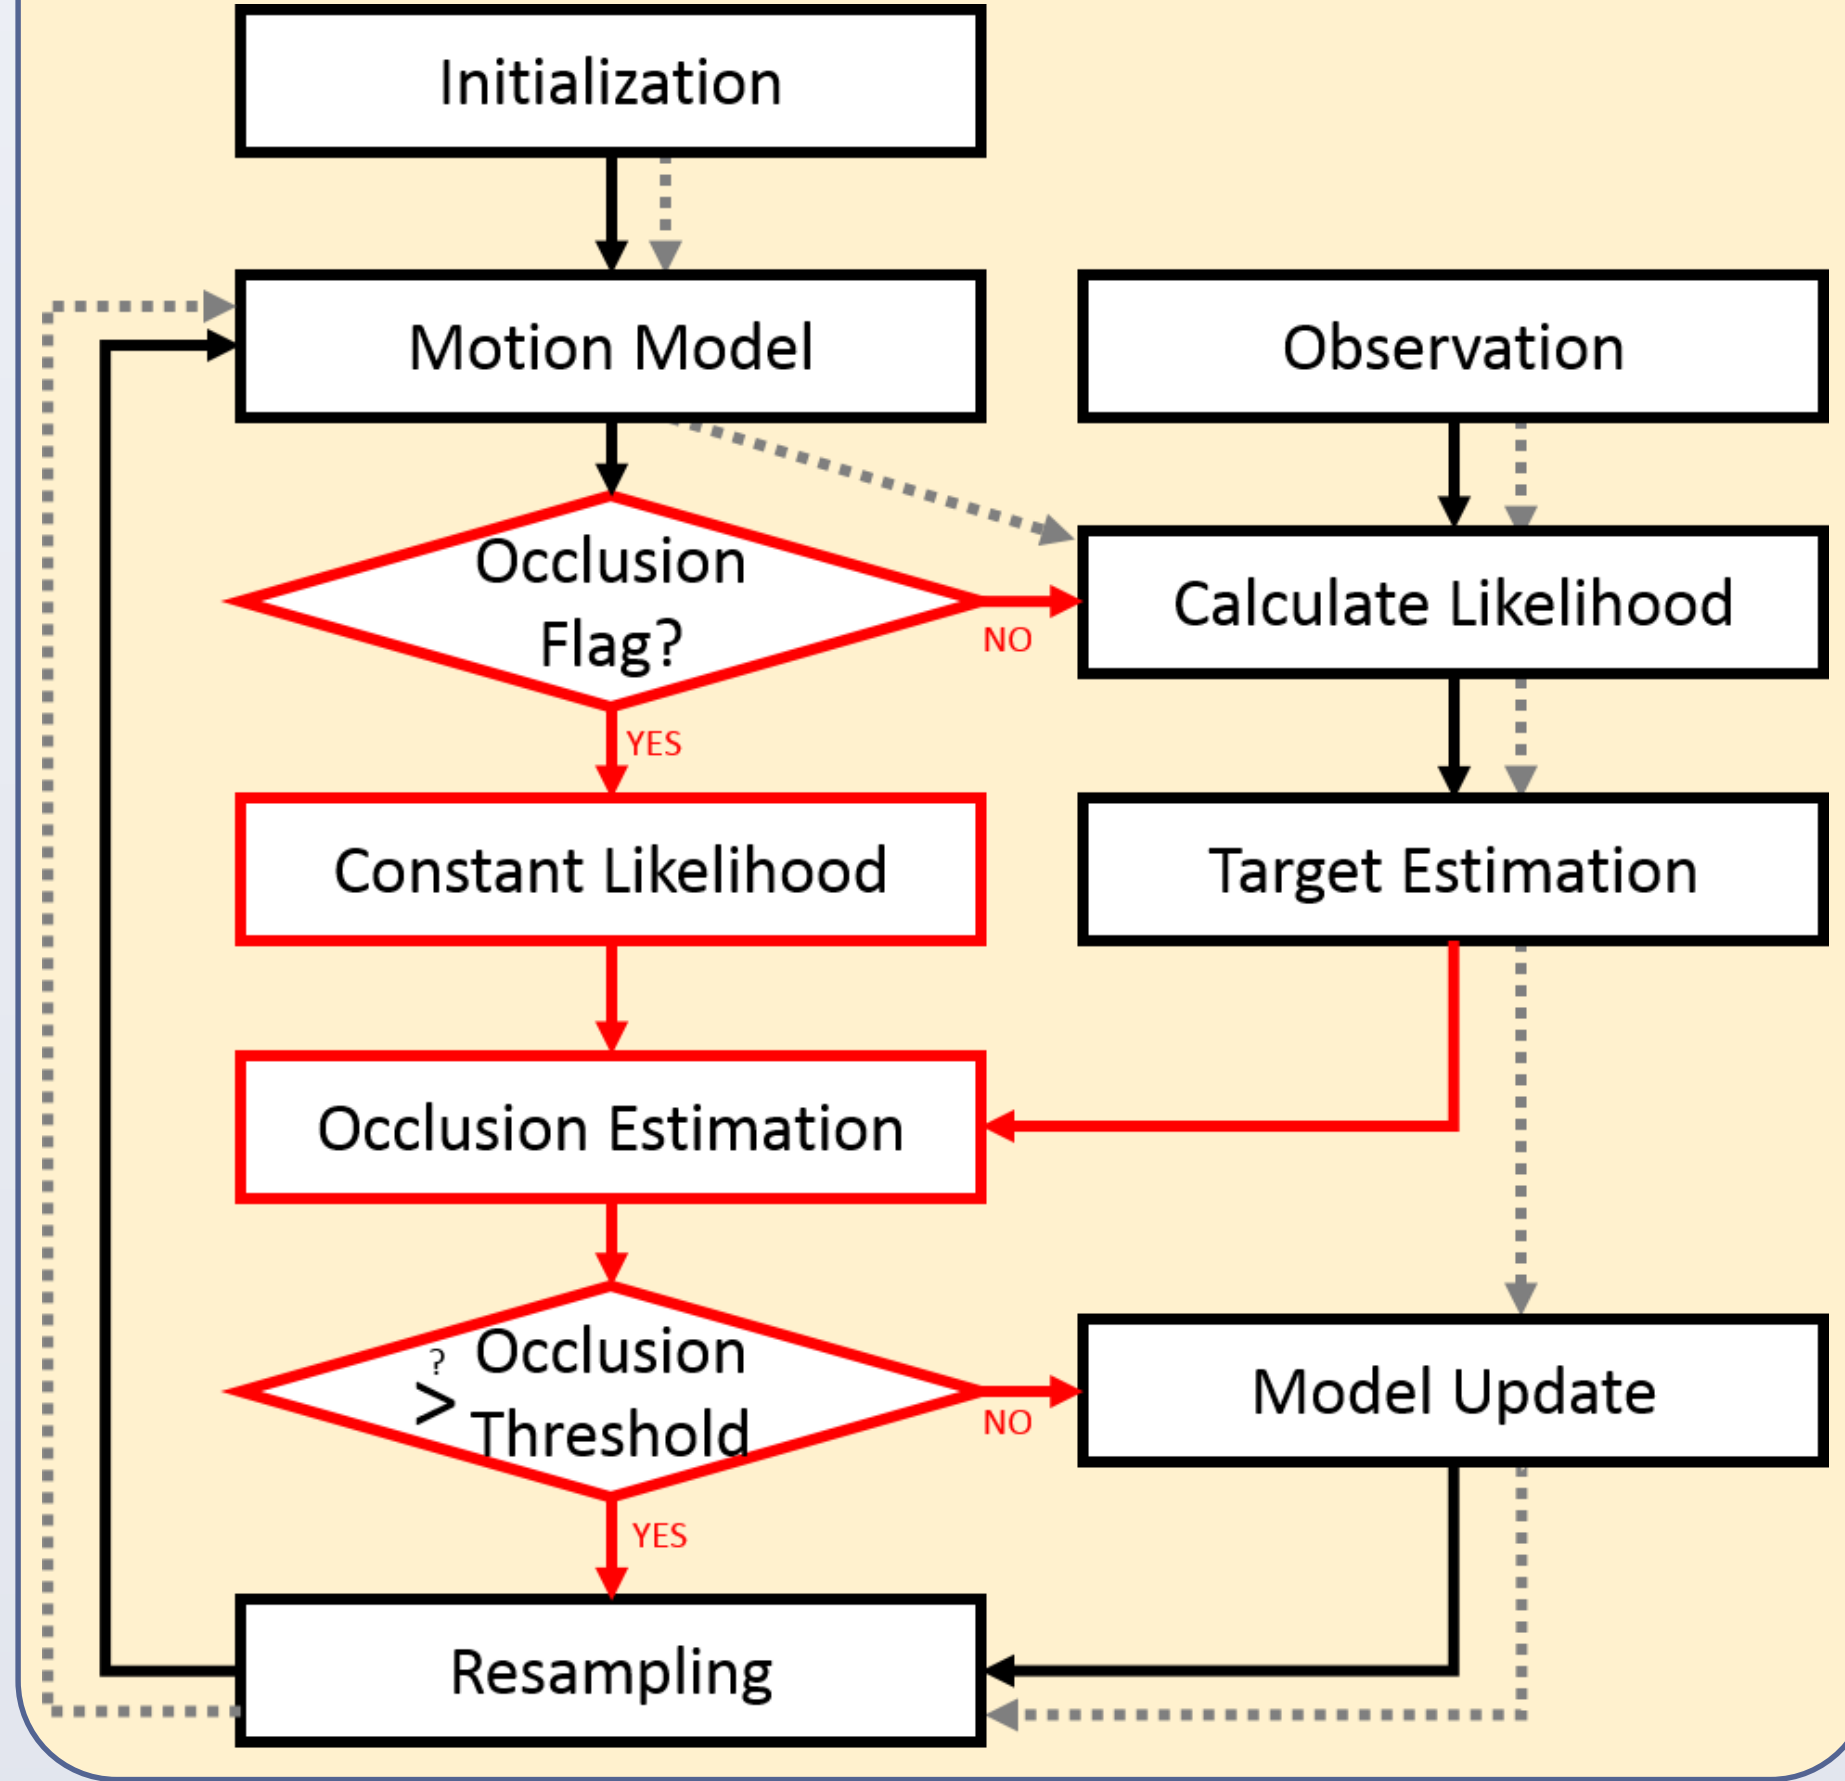 Initialization
Motion Model
Observation
Occlusion
Flag?
NO
Calculate Likelihood
YES
Constant Likelihood
Target Estimation
Occlusion Estimation
? Occlusion
> Threshold
NO
Model Update
YES
Resampling